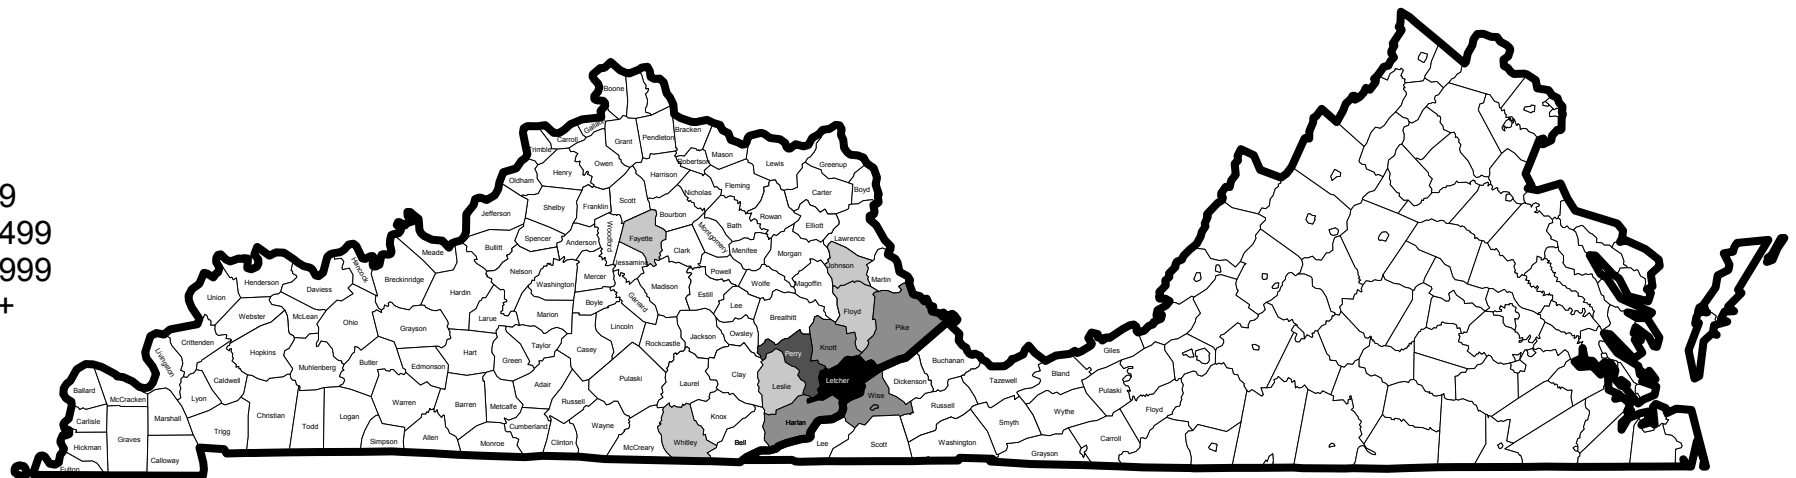 9
499
999
+
Boone
Gallatin
Carroll
Trimble
Grant
Pendleton
Bracken
Owen
Henry
Oldham
Harrison
Robertson
Mason
Lewis
Greenup
Nicholas
Fleming
Carter
Boyd
Jefferson
Shelby
Franklin
Scott
Bourbon
Bath
Rowan
Elliott
Lawrence
Bullitt
Spencer
Anderson
Woodford
Fayette
Clark
Montgomery
Menifee
Morgan
Johnson
Martin
Meade
Hancock
Breckinridge
Nelson
Washington
Mercer
Jessamine
Madison
Powell
Estill
Wolfe
Magoffin
Floyd
Pike
Henderson
Daviess
Union
Webster
McLean
Ohio
Grayson
Hardin
Larue
Marion
Boyle
Garrard
Lincoln
Rockcastle
Jackson
Lee
Owsley
Breathitt
Perry
Knott
Letcher
Crittenden
Livingston
Hopkins
Muhlenberg
Butler
Edmonson
Hart
Green
Taylor
Casey
Pulaski
Laurel
Clay
Leslie
Ballard
McCracken
Lyon
Caldwell
Warren
Barren
Metcalfe
Adair
Russell
Wayne
Knox
Harlan
Bell
Whitley
McCreary
Carlisle
Hickman
Fulton
Graves
Marshall
Calloway
Trigg
Christian
Todd
Logan
Simpson
Allen
Monroe
Cumberland
Clinton
Buchanan
Dickenson
Wise
Lee
Scott
Russell
Washington
Tazewell
Smyth
Bland
Wythe
Grayson
Giles
Pulaski
Floyd
Carroll